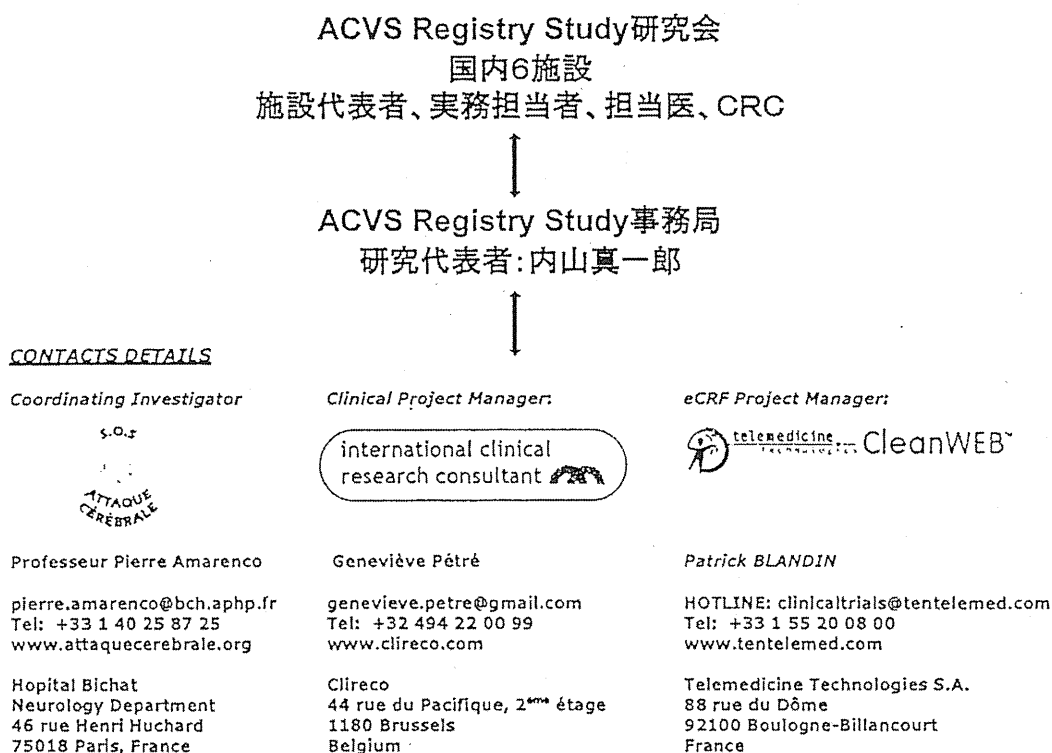 ACVS Registry Study研究会
国内6施設
施設代表者、実務担当者、担当医、CRC
ACVS Registry Study事務局
研究代表者:内山真一郎
CONTACTS DETAILS
Coordinating Investigator
S.O.S
ATTAQUE
CÉRÉBRALE
Professeur Pierre Amarenco
pierre.amarenco@bch.aphp.fr
Tel: +33 1 40 25 87 25
www.attaquecerebrale.org
Hopital Bichat
Neurology Department
46 rue Henri Huchard
75018 Paris, France
Clinical Project Manager:
international clinical
research consultant
Geneviève Pétré
genevieve.petre@gmail.com
Tel: +32 494 22 00 99
www.clireco.com
Clireco
44 rue du Pacifique, 2ème étage
1180 Brussels
Belgium
eCRF Project Manager:
telemedicine CleanWEB™
TECHNOLOGIES
Patrick BLANDIN
HOTLINE: clinicaltrials@tentelemed.com
Tel: +33 1 55 20 08 00
www.tentelemed.com
Telemedicine Technologies S.A.
88 rue du Dôme
92100 Boulogne-Billancourt
France